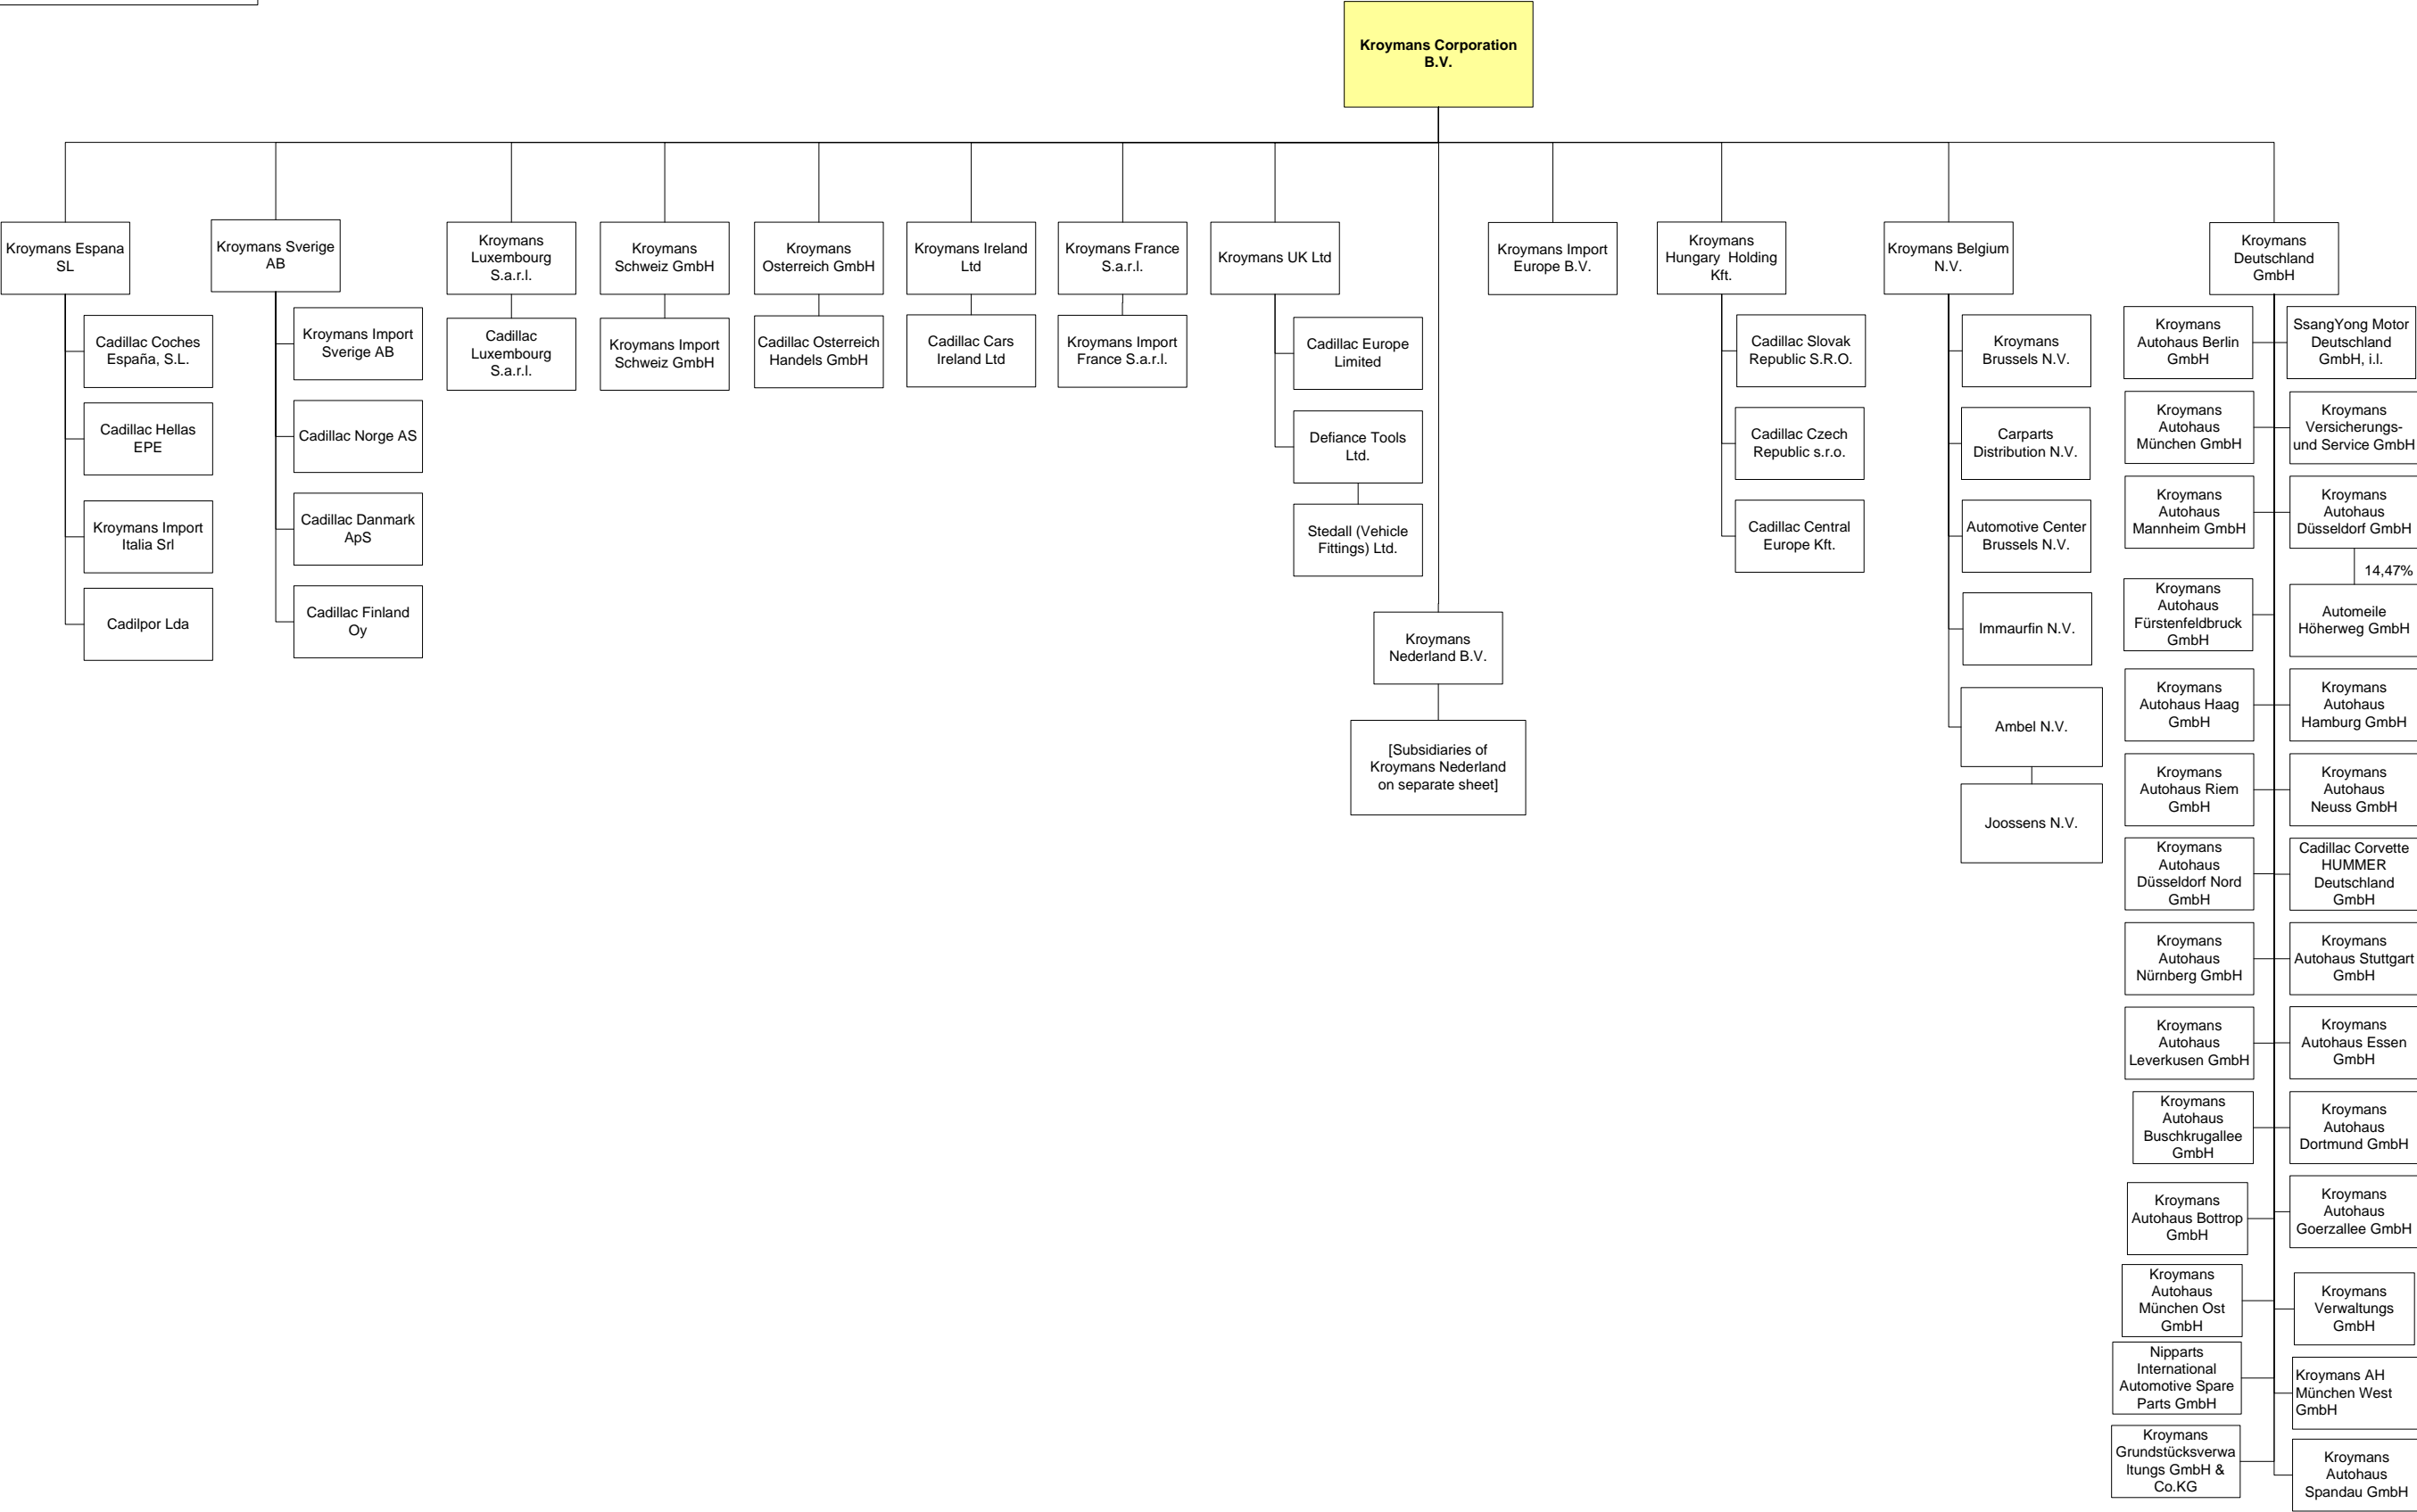 Kroymans Corporation
B.V.
Kroymans Espana
SL
Kroymans Sverige
AB
Kroymans
Luxembourg
S.a.r.l.
Kroymans
Schweiz GmbH
Kroymans
Osterreich GmbH
Kroymans Ireland
Ltd
Kroymans France
S.a.r.l.
Kroymans UK Ltd
Kroymans Import
Europe B.V.
Kroymans
Hungary Holding
Kft.
Kroymans Belgium
N.V.
Kroymans
Deutschland
GmbH
Cadillac Coches
España, S.L.
Cadillac Hellas
EPE
Kroymans Import
Italia Srl
Cadilpor Lda
Kroymans Import
Sverige AB
Cadillac Norge AS
Cadillac Danmark
ApS
Cadillac Finland
Oy
Cadillac
Luxembourg
S.a.r.l.
Kroymans Import
Schweiz GmbH
Cadillac Osterreich
Handels GmbH
Cadillac Cars
Ireland Ltd
Kroymans Import
France S.a.r.l.
Cadillac Europe
Limited
Defiance Tools
Ltd.
Stedall (Vehicle
Fittings) Ltd.
Kroymans
Nederland B.V.
[Subsidiaries of
Kroymans Nederland
on separate sheet]
Cadillac Slovak
Republic S.R.O.
Cadillac Czech
Republic s.r.o.
Cadillac Central
Europe Kft.
Kroymans
Brussels N.V.
Carparts
Distribution N.V.
Automotive Center
Brussels N.V.
Immaurfin N.V.
Ambel N.V.
Joossens N.V.
Kroymans
Autohaus Berlin
GmbH
SsangYong Motor
Deutschland
GmbH, i.l.
Kroymans
Autohaus
München GmbH
Kroymans
Versicherungs-
und Service GmbH
Kroymans
Autohaus
Mannheim GmbH
Kroymans
Autohaus
Düsseldorf GmbH
14,47%
Kroymans
Autohaus
Fürstenfeldbruck
GmbH
Automeile
Höherweg GmbH
Kroymans
Autohaus Haag
GmbH
Kroymans
Autohaus
Hamburg GmbH
Kroymans
Autohaus Riem
GmbH
Kroymans
Autohaus
Neuss GmbH
Kroymans
Autohaus
Düsseldorf Nord
GmbH
Cadillac Corvette
HUMMER
Deutschland
GmbH
Kroymans
Autohaus
Nürnberg GmbH
Kroymans
Autohaus Stuttgart
GmbH
Kroymans
Autohaus
Leverkusen GmbH
Kroymans
Autohaus Essen
GmbH
Kroymans
Autohaus
Buschkrugallee
GmbH
Kroymans
Autohaus
Dortmund GmbH
Kroymans
Autohaus Bottrop
GmbH
Kroymans
Autohaus
Goerzallee GmbH
Kroymans
Autohaus
München Ost
GmbH
Kroymans
Verwaltungs
GmbH
Nipparts
International
Automotive Spare
Parts GmbH
Kroymans AH
München West
GmbH
Kroymans
Grundstücksverwa
ltungs GmbH &
Co.KG
Kroymans
Autohaus
Spandau GmbH